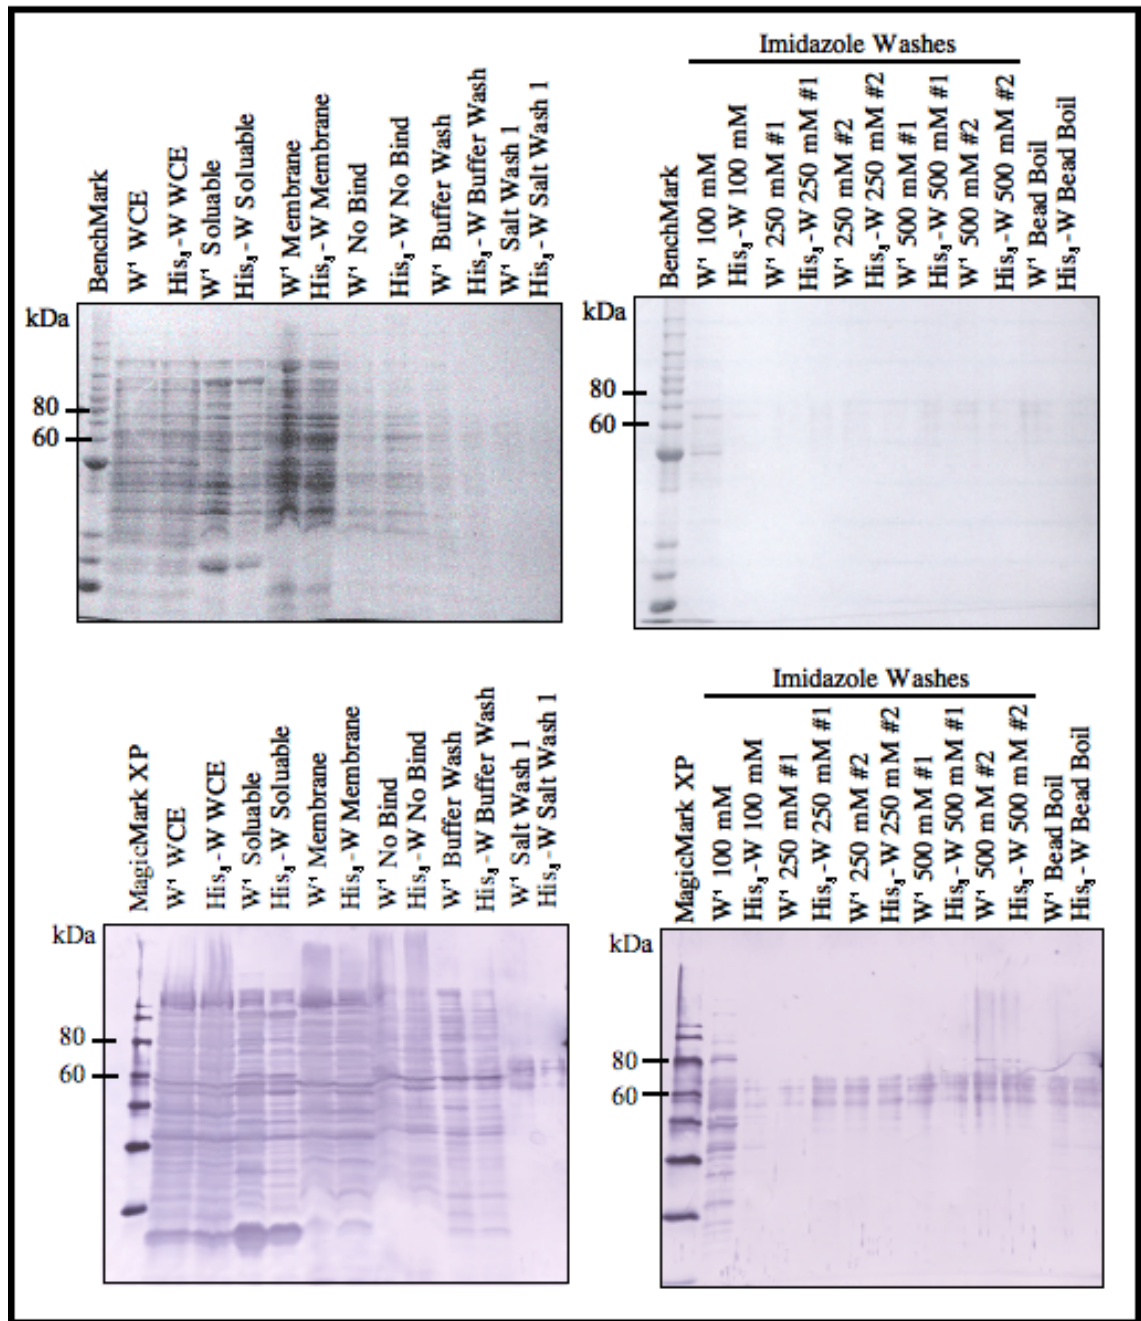 BenchMark
W⁺ WCE
His₃-W WCE
W⁺ Soluable
His₃-W Soluable
W⁺ Membrane
His₃-W Membrane
W⁺ No Bind
His₃-W No Bind
W⁺ Buffer Wash
His₃-W Buffer Wash
W⁺ Salt Wash 1
His₃-W Salt Wash 1
kDa
80
60
Imidazole Washes
BenchMark
W⁺ 100 mM
His₃-W 100 mM
W⁺ 250 mM #1
His₃-W 250 mM #1
W⁺ 250 mM #2
His₃-W 250 mM #2
W⁺ 500 mM #1
His₃-W 500 mM #1
W⁺ 500 mM #2
His₃-W 500 mM #2
W⁺ Bead Boil
His₃-W Bead Boil
kDa
80
60
MagicMark XP
W⁺ WCE
His₃-W WCE
W⁺ Soluable
His₃-W Soluable
W⁺ Membrane
His₃-W Membrane
W⁺ No Bind
His₃-W No Bind
W⁺ Buffer Wash
His₃-W Buffer Wash
W⁺ Salt Wash 1
His₃-W Salt Wash 1
kDa
80
60
Imidazole Washes
MagicMark XP
W⁺ 100 mM
His₃-W 100 mM
W⁺ 250 mM #1
His₃-W 250 mM #1
W⁺ 250 mM #2
His₃-W 250 mM #2
W⁺ 500 mM #1
His₃-W 500 mM #1
W⁺ 500 mM #2
His₃-W 500 mM #2
W⁺ Bead Boil
His₃-W Bead Boil
kDa
80
60